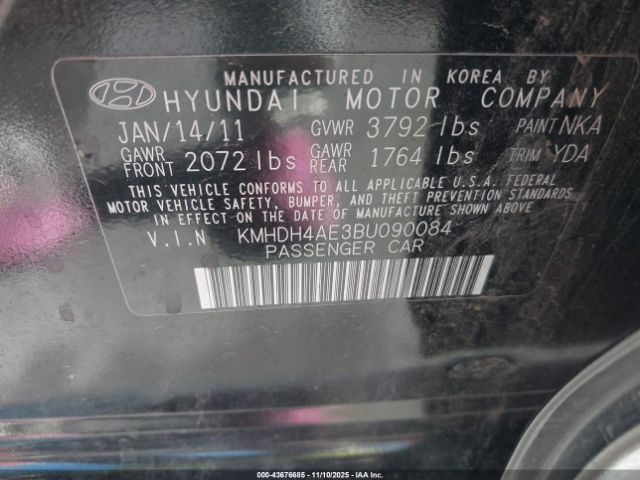 MANUFACTURED IN KOREA BY
HYUNDAI MOTOR COMPANY
JAN/14/11 GVWR 3792 lbs PAINT NKA
GAWR FRONT 2072 lbs GAWR REAR 1764 lbs TRIM YDA
THIS VEHICLE CONFORMS TO ALL APPLICABLE U.S.A. FEDERAL
MOTOR VEHICLE SAFETY, BUMPER, AND THEFT PREVENTION STANDARDS
IN EFFECT ON THE DATE OF MANUFACTURE SHOWN ABOVE
V.I.N KMHDH4AE3BU090084
PASSENGER CAR
000-43676685 - 11/10/2025 - IAA, Inc. Copyright